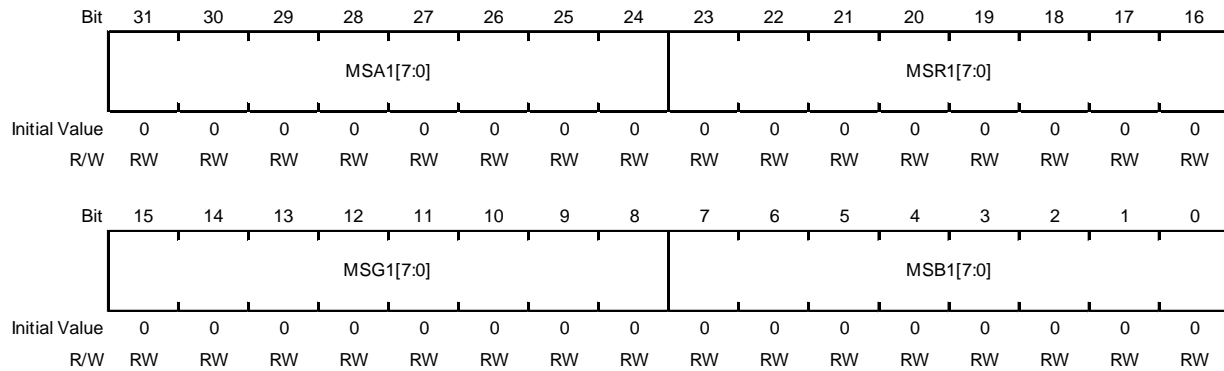 Bit 31 30 29 28 27 26 25 24 23 22 21 20 19 18 17 16
MSA1[7:0] MSR1[7:0]
Initial Value 0 0 0 0 0 0 0 0 0 0 0 0 0 0 0 0
R/W RW RW RW RW RW RW RW RW RW RW RW RW RW RW RW RW
Bit 15 14 13 12 11 10 9 8 7 6 5 4 3 2 1 0
MSG1[7:0] MSB1[7:0]
Initial Value 0 0 0 0 0 0 0 0 0 0 0 0 0 0 0 0
R/W RW RW RW RW RW RW RW RW RW RW RW RW RW RW RW RW